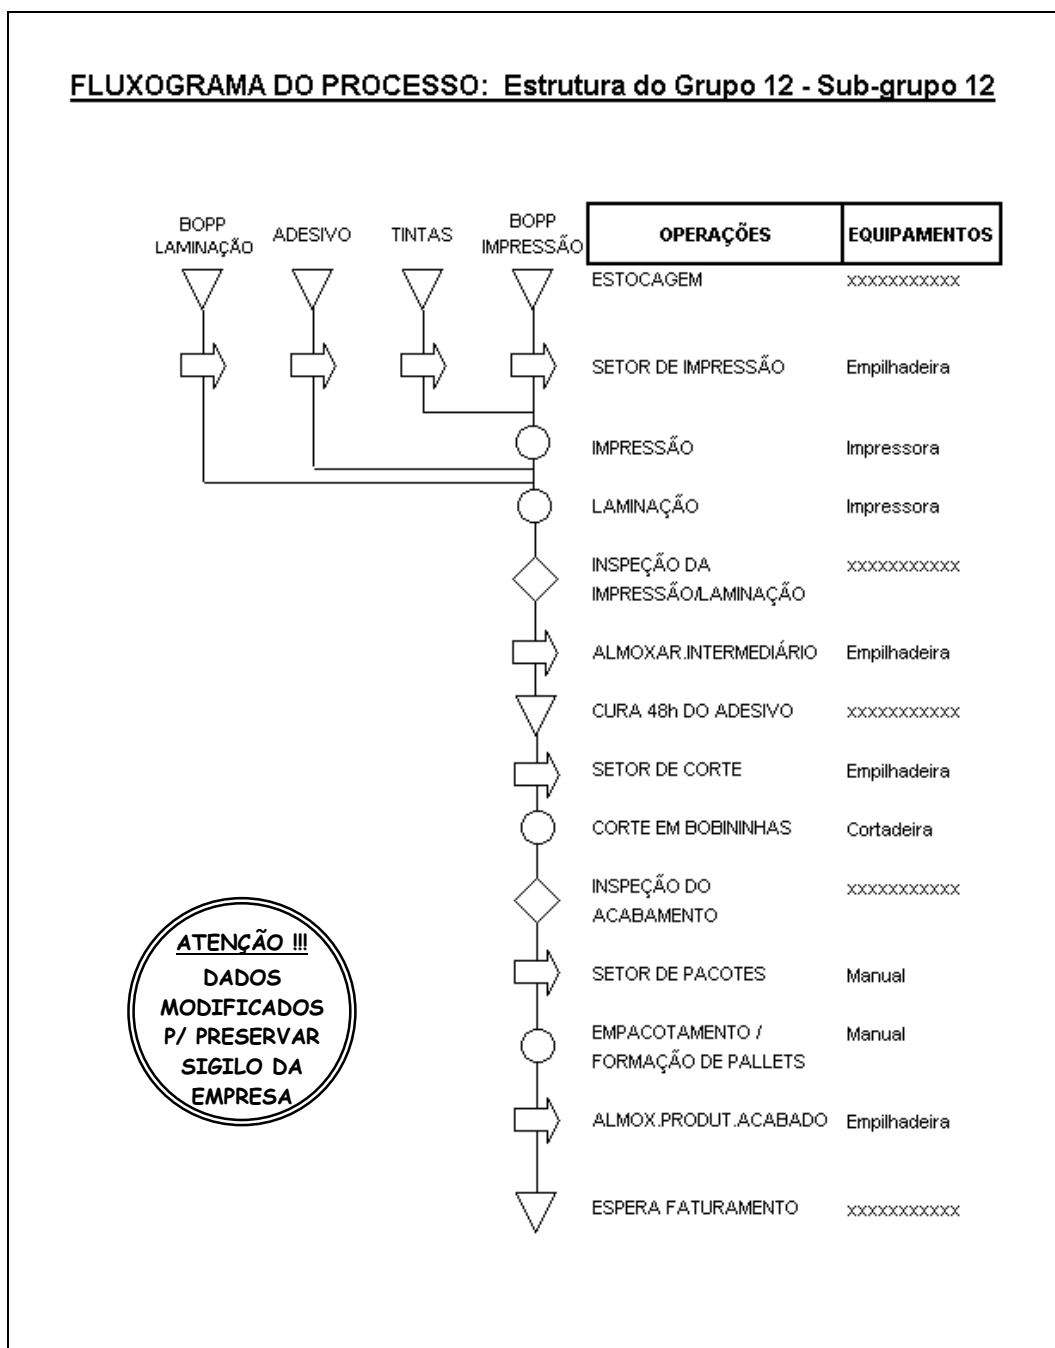 FLUXOGRAMA DO PROCESSO: Estrutura do Grupo 12 - Sub-grupo 12
BOPP
LAMINAÇÃO
ADESIVO
TINTAS
BOPP
IMPRESSÃO
OPERAÇÕES
EQUIPAMENTOS
ESTOCAGEM
xxxxxxxxxxx
SETOR DE IMPRESSÃO
Empilhadeira
IMPRESSÃO
Impressora
LAMINAÇÃO
Impressora
INSPEÇÃO DA
IMPRESSÃO/LAMINAÇÃO
xxxxxxxxxxx
ALMOXAR.INTERMEDIÁRIO
Empilhadeira
CURA 48h DO ADESIVO
xxxxxxxxxxx
SETOR DE CORTE
Empilhadeira
CORTE EM BOBININHAS
Cortadeira
INSPEÇÃO DO
ACABAMENTO
xxxxxxxxxxx
SETOR DE PACOTES
Manual
EMPACOTAMENTO /
FORMAÇÃO DE PALLETS
Manual
ALMOX.PRODUT.ACABADO
Empilhadeira
ESPERA FATURAMENTO
xxxxxxxxxxx
ATENÇÃO !!!
DADOS
MODIFICADOS
P/ PRESERVAR
SIGILO DA
EMPRESA